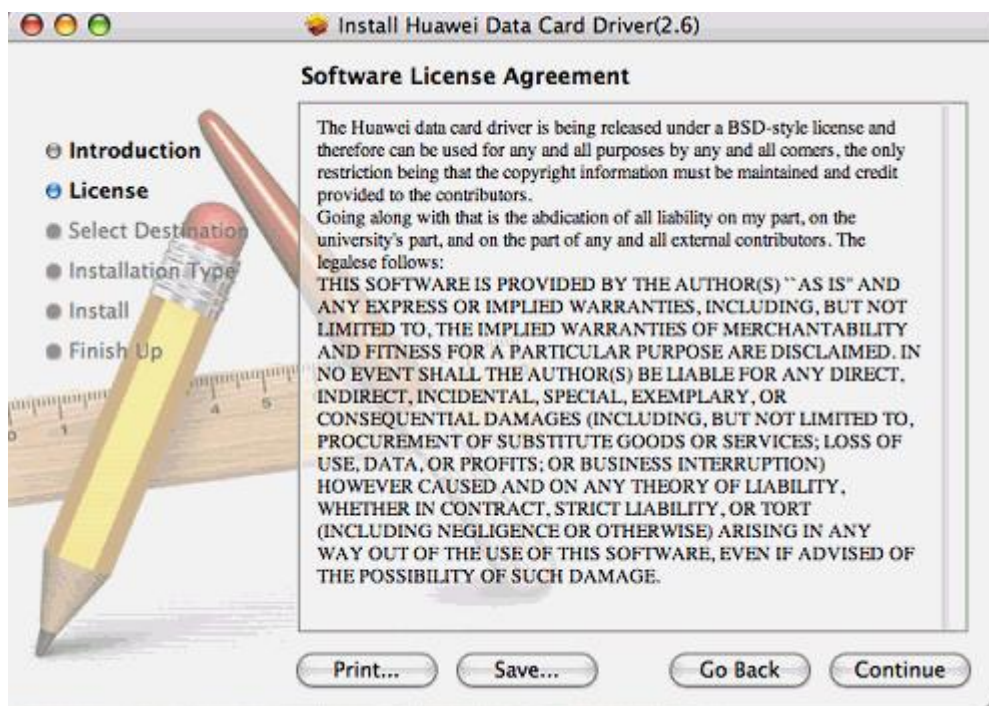 Install Huawei Data Card Driver(2.6)
Software License Agreement
Introduction
License
Select Destination
Installation Type
Install
Finish Up
The Huawei data card driver is being released under a BSD-style license and
therefore can be used for any and all purposes by any and all comers, the only
restriction being that the copyright information must be maintained and credit
provided to the contributors.
Going along with that is the abdication of all liability on my part, on the
university's part, and on the part of any and all external contributors. The
legalese follows:
THIS SOFTWARE IS PROVIDED BY THE AUTHOR(S) ``AS IS" AND
ANY EXPRESS OR IMPLIED WARRANTIES, INCLUDING, BUT NOT
LIMITED TO, THE IMPLIED WARRANTIES OF MERCHANTABILITY
AND FITNESS FOR A PARTICULAR PURPOSE ARE DISCLAIMED. IN
NO EVENT SHALL THE AUTHOR(S) BE LIABLE FOR ANY DIRECT,
INDIRECT, INCIDENTAL, SPECIAL, EXEMPLARY, OR
CONSEQUENTIAL DAMAGES (INCLUDING, BUT NOT LIMITED TO,
PROCUREMENT OF SUBSTITUTE GOODS OR SERVICES; LOSS OF
USE, DATA, OR PROFITS; OR BUSINESS INTERRUPTION)
HOWEVER CAUSED AND ON ANY THEORY OF LIABILITY,
WHETHER IN CONTRACT, STRICT LIABILITY, OR TORT
(INCLUDING NEGLIGENCE OR OTHERWISE) ARISING IN ANY
WAY OUT OF THE USE OF THIS SOFTWARE, EVEN IF ADVISED OF
THE POSSIBILITY OF SUCH DAMAGE.
0 1 4 5
Print... Save... Go Back Continue